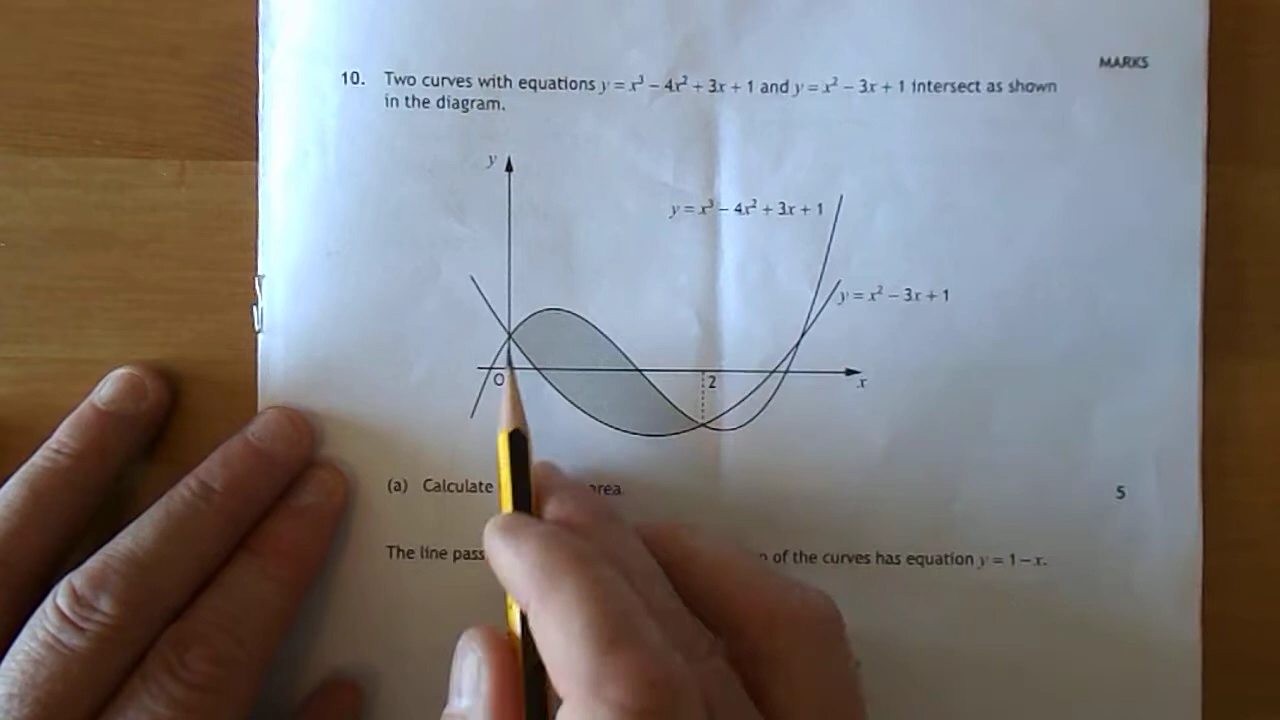 MARKS
10. Two curves with equations y = x³ – 4x² + 3x + 1 and y = x² – 3x + 1 intersect as shown
in the diagram.
y
y = x³ – 4x² + 3x + 1
y = x² – 3x + 1
O 2 x
(a) Calculate area 5
The line of the curves has equation y = 1 – x.